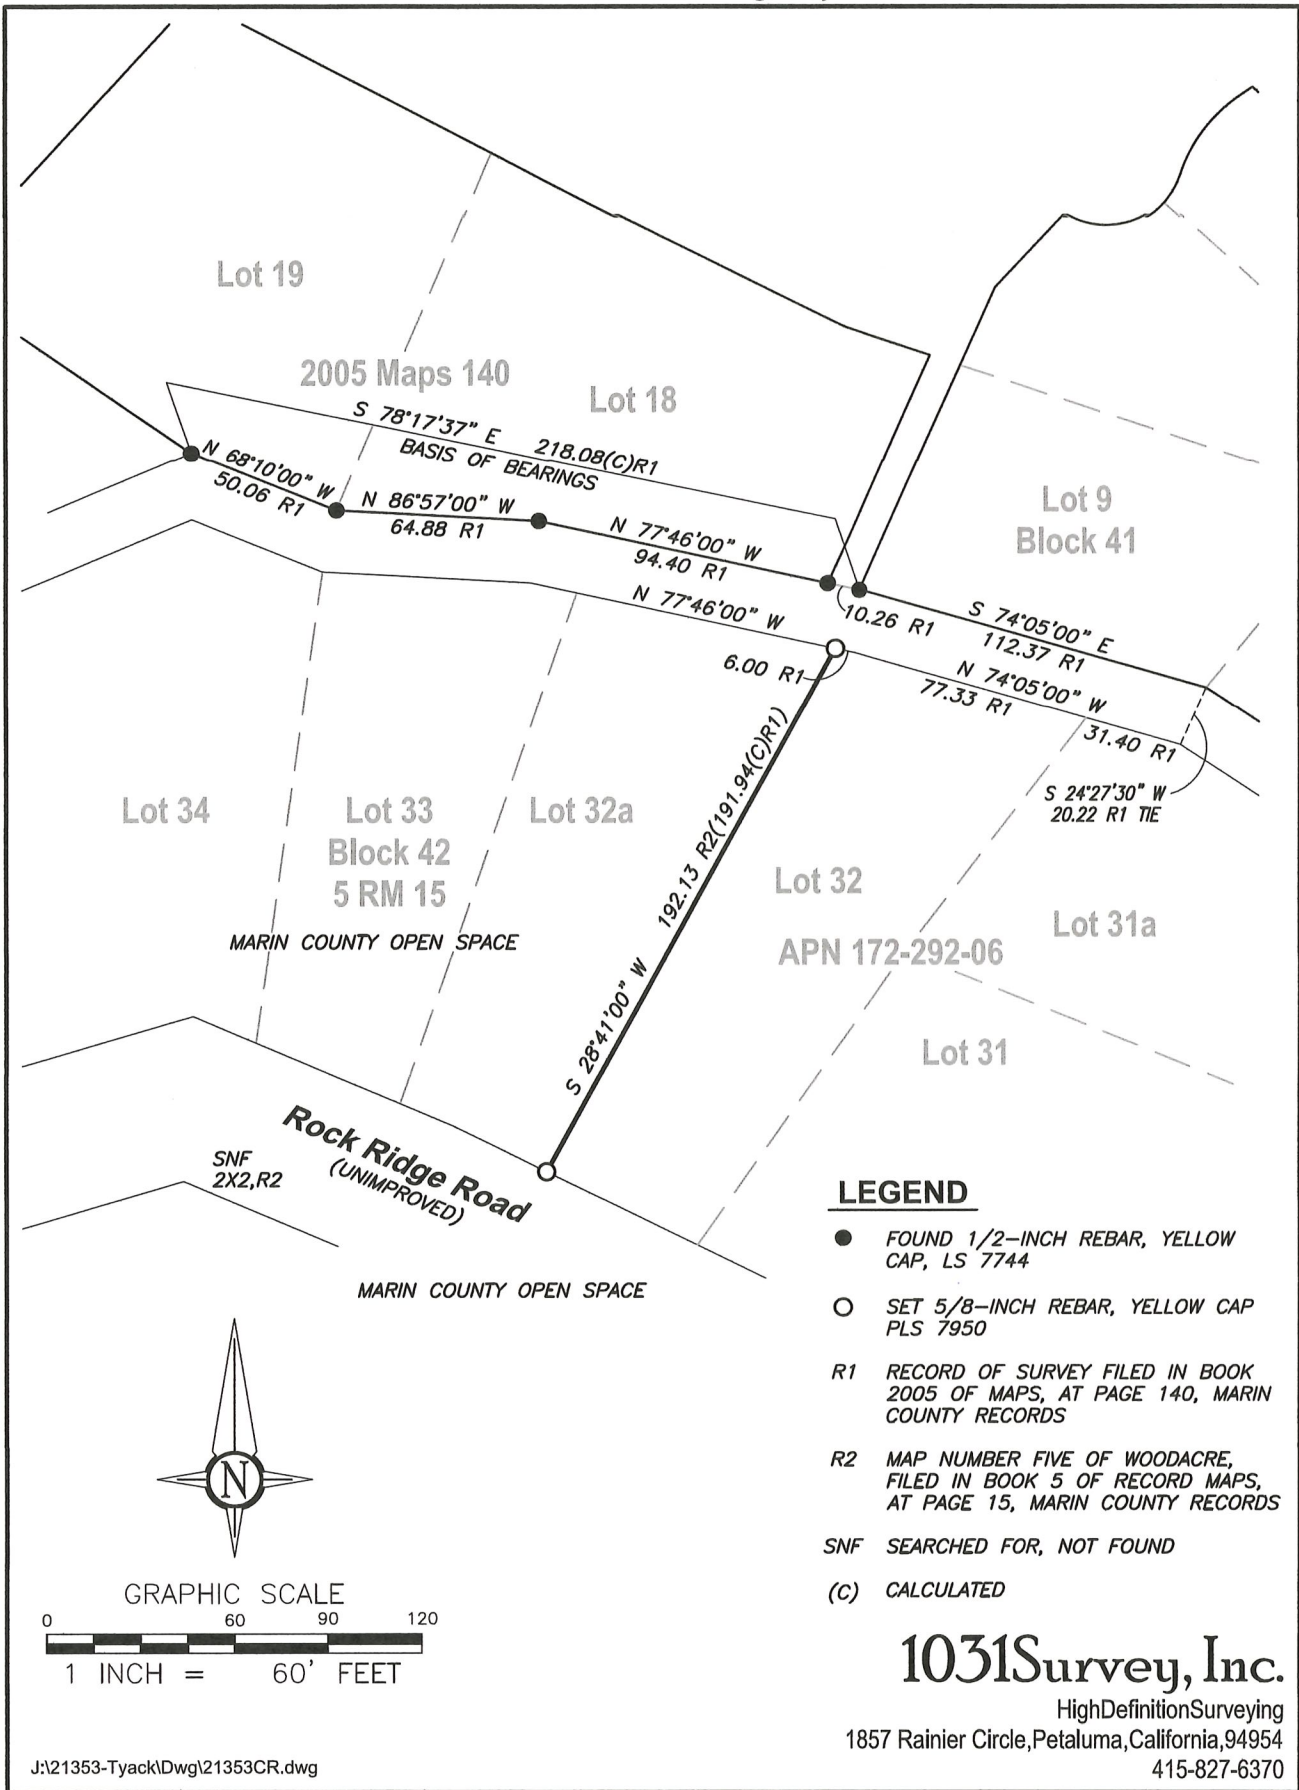 Lot 19
2005 Maps 140
Lot 18
S 78°17'37" E 218.08(C)R1
BASIS OF BEARINGS
N 68°10'00" W
50.06 R1
N 86°57'00" W
64.88 R1
N 77°46'00" W
94.40 R1
Lot 9
Block 41
N 77°46'00" W
10.26 R1
S 74°05'00" E
112.37 R1
6.00 R1
N 74°05'00" W
77.33 R1
31.40 R1
S 24°27'30" W
20.22 R1 TIE
Lot 34
Lot 33
Block 42
5 RM 15
Lot 32a
MARIN COUNTY OPEN SPACE
S 28°41'00" W 192.13 R2(191.94(C)R1)
Lot 32
APN 172-292-06
Lot 31a
Lot 31
Rock Ridge Road
(UNIMPROVED)
SNF
2X2,R2
MARIN COUNTY OPEN SPACE
LEGEND
FOUND 1/2-INCH REBAR, YELLOW
CAP, LS 7744
SET 5/8-INCH REBAR, YELLOW CAP
PLS 7950
R1 RECORD OF SURVEY FILED IN BOOK
2005 OF MAPS, AT PAGE 140, MARIN
COUNTY RECORDS
R2 MAP NUMBER FIVE OF WOODACRE,
FILED IN BOOK 5 OF RECORD MAPS,
AT PAGE 15, MARIN COUNTY RECORDS
SNF SEARCHED FOR, NOT FOUND
(C) CALCULATED
N
GRAPHIC SCALE
0 60 90 120
1 INCH = 60' FEET
1031Survey, Inc.
HighDefinitionSurveying
1857 Rainier Circle,Petaluma,California,94954
415-827-6370
J:\21353-Tyack\Dwg\21353CR.dwg